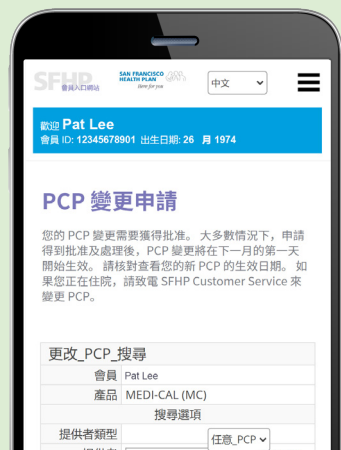 SFHP 會員入口網站
SAN FRANCISCO
HEALTH PLAN
Here for you
中文
歡迎 Pat Lee
會員 ID: 12345678901 出生日期: 26 月 1974
PCP 變更申請
您的 PCP 變更需要獲得批准。 大多數情況下，申請
得到批准及處理後，PCP 變更將在下一月的第一天
開始生效。 請核對查看您的新 PCP 的生效日期。 如
果您正在住院，請致電 SFHP Customer Service 來
變更 PCP。
更改_PCP_搜尋
會員 Pat Lee
產品 MEDI-CAL (MC)
搜尋選項
提供者類型 任意_PCP